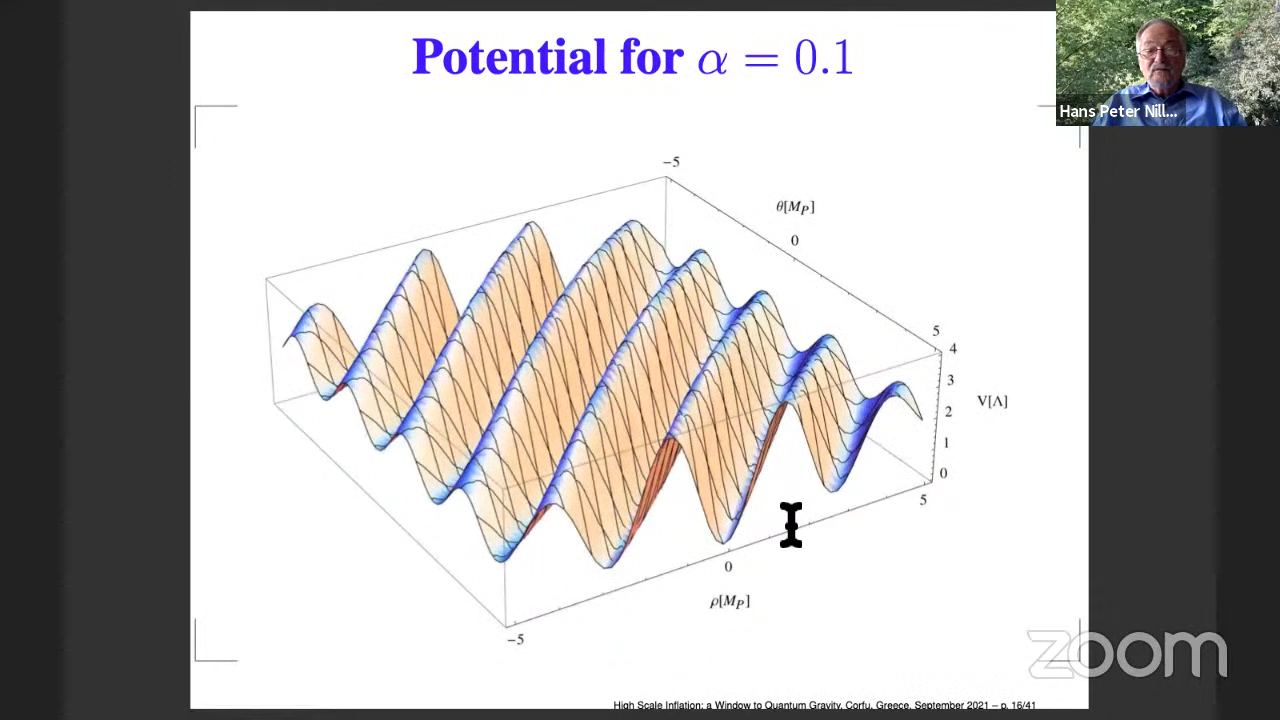 Potential for α = 0.1
Hans Peter Nill...
−5
θ[M_P]
0
5
4
3
V[Λ]
2
1
0
5
0
ρ[M_P]
−5
zoom
High Scale Inflation: a Window to Quantum Gravity, Corfu, Greece, September 2021 – p. 16/41